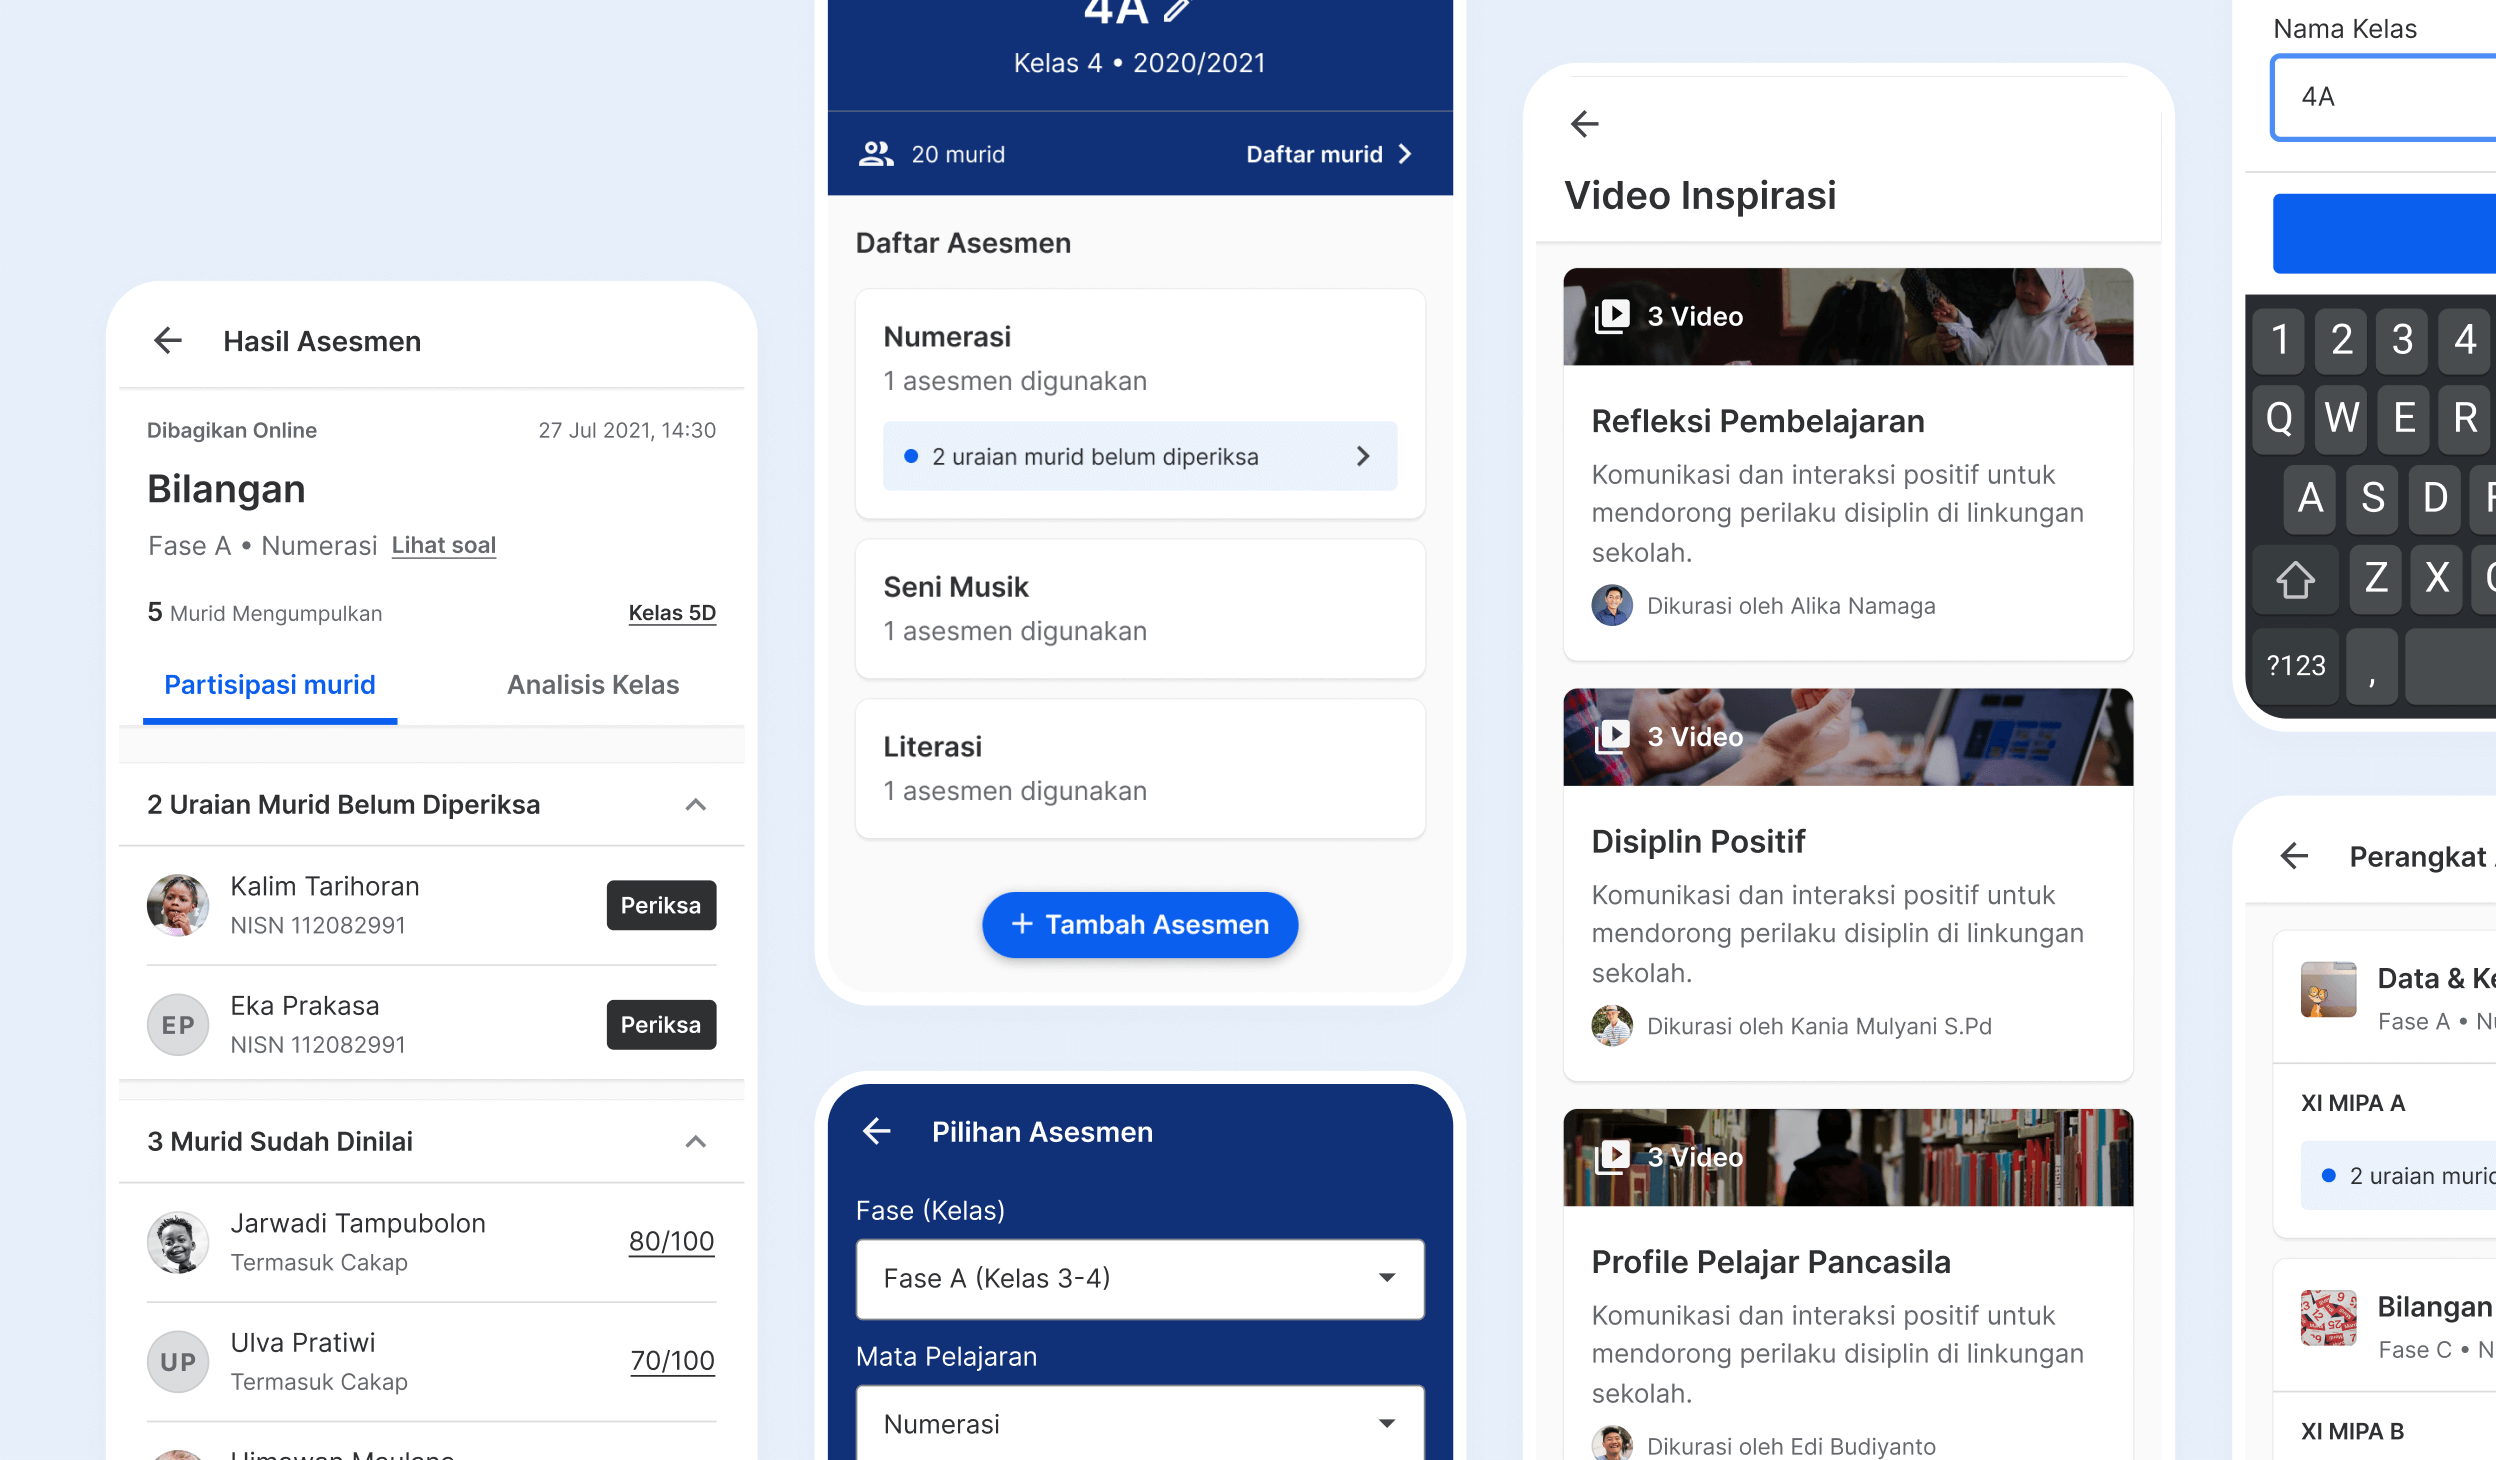 Hasil Asesmen
Dibagikan Online
27 Jul 2021, 14:30
Bilangan
Fase A • Numerasi Lihat soal
5 Murid Mengumpulkan
Kelas 5D
Partisipasi murid
Analisis Kelas
2 Uraian Murid Belum Diperiksa
Kalim Tarihoran
NISN 112082991
Periksa
EP
Eka Prakasa
NISN 112082991
Periksa
3 Murid Sudah Dinilai
Jarwadi Tampubolon
Termasuk Cakap
80/100
UP
Ulva Pratiwi
Termasuk Cakap
70/100
4A
Kelas 4 • 2020/2021
20 murid
Daftar murid
Daftar Asesmen
Numerasi
1 asesmen digunakan
2 uraian murid belum diperiksa
Seni Musik
1 asesmen digunakan
Literasi
1 asesmen digunakan
+ Tambah Asesmen
Pilihan Asesmen
Fase (Kelas)
Fase A (Kelas 3-4)
Mata Pelajaran
Numerasi
Video Inspirasi
3 Video
Refleksi Pembelajaran
Komunikasi dan interaksi positif untuk
mendorong perilaku disiplin di linkungan
sekolah.
Dikurasi oleh Alika Namaga
3 Video
Disiplin Positif
Komunikasi dan interaksi positif untuk
mendorong perilaku disiplin di linkungan
sekolah.
Dikurasi oleh Kania Mulyani S.Pd
3 Video
Profile Pelajar Pancasila
Komunikasi dan interaksi positif untuk
mendorong perilaku disiplin di linkungan
sekolah.
Dikurasi oleh Edi Budiyanto
Nama Kelas
4A
1 2 3 4
Q W E R
A S D
Z X
?123 ,
Perangkat
Data &
Fase A •
XI MIPA A
2 uraian
Bilangan
Fase C •
XI MIPA B